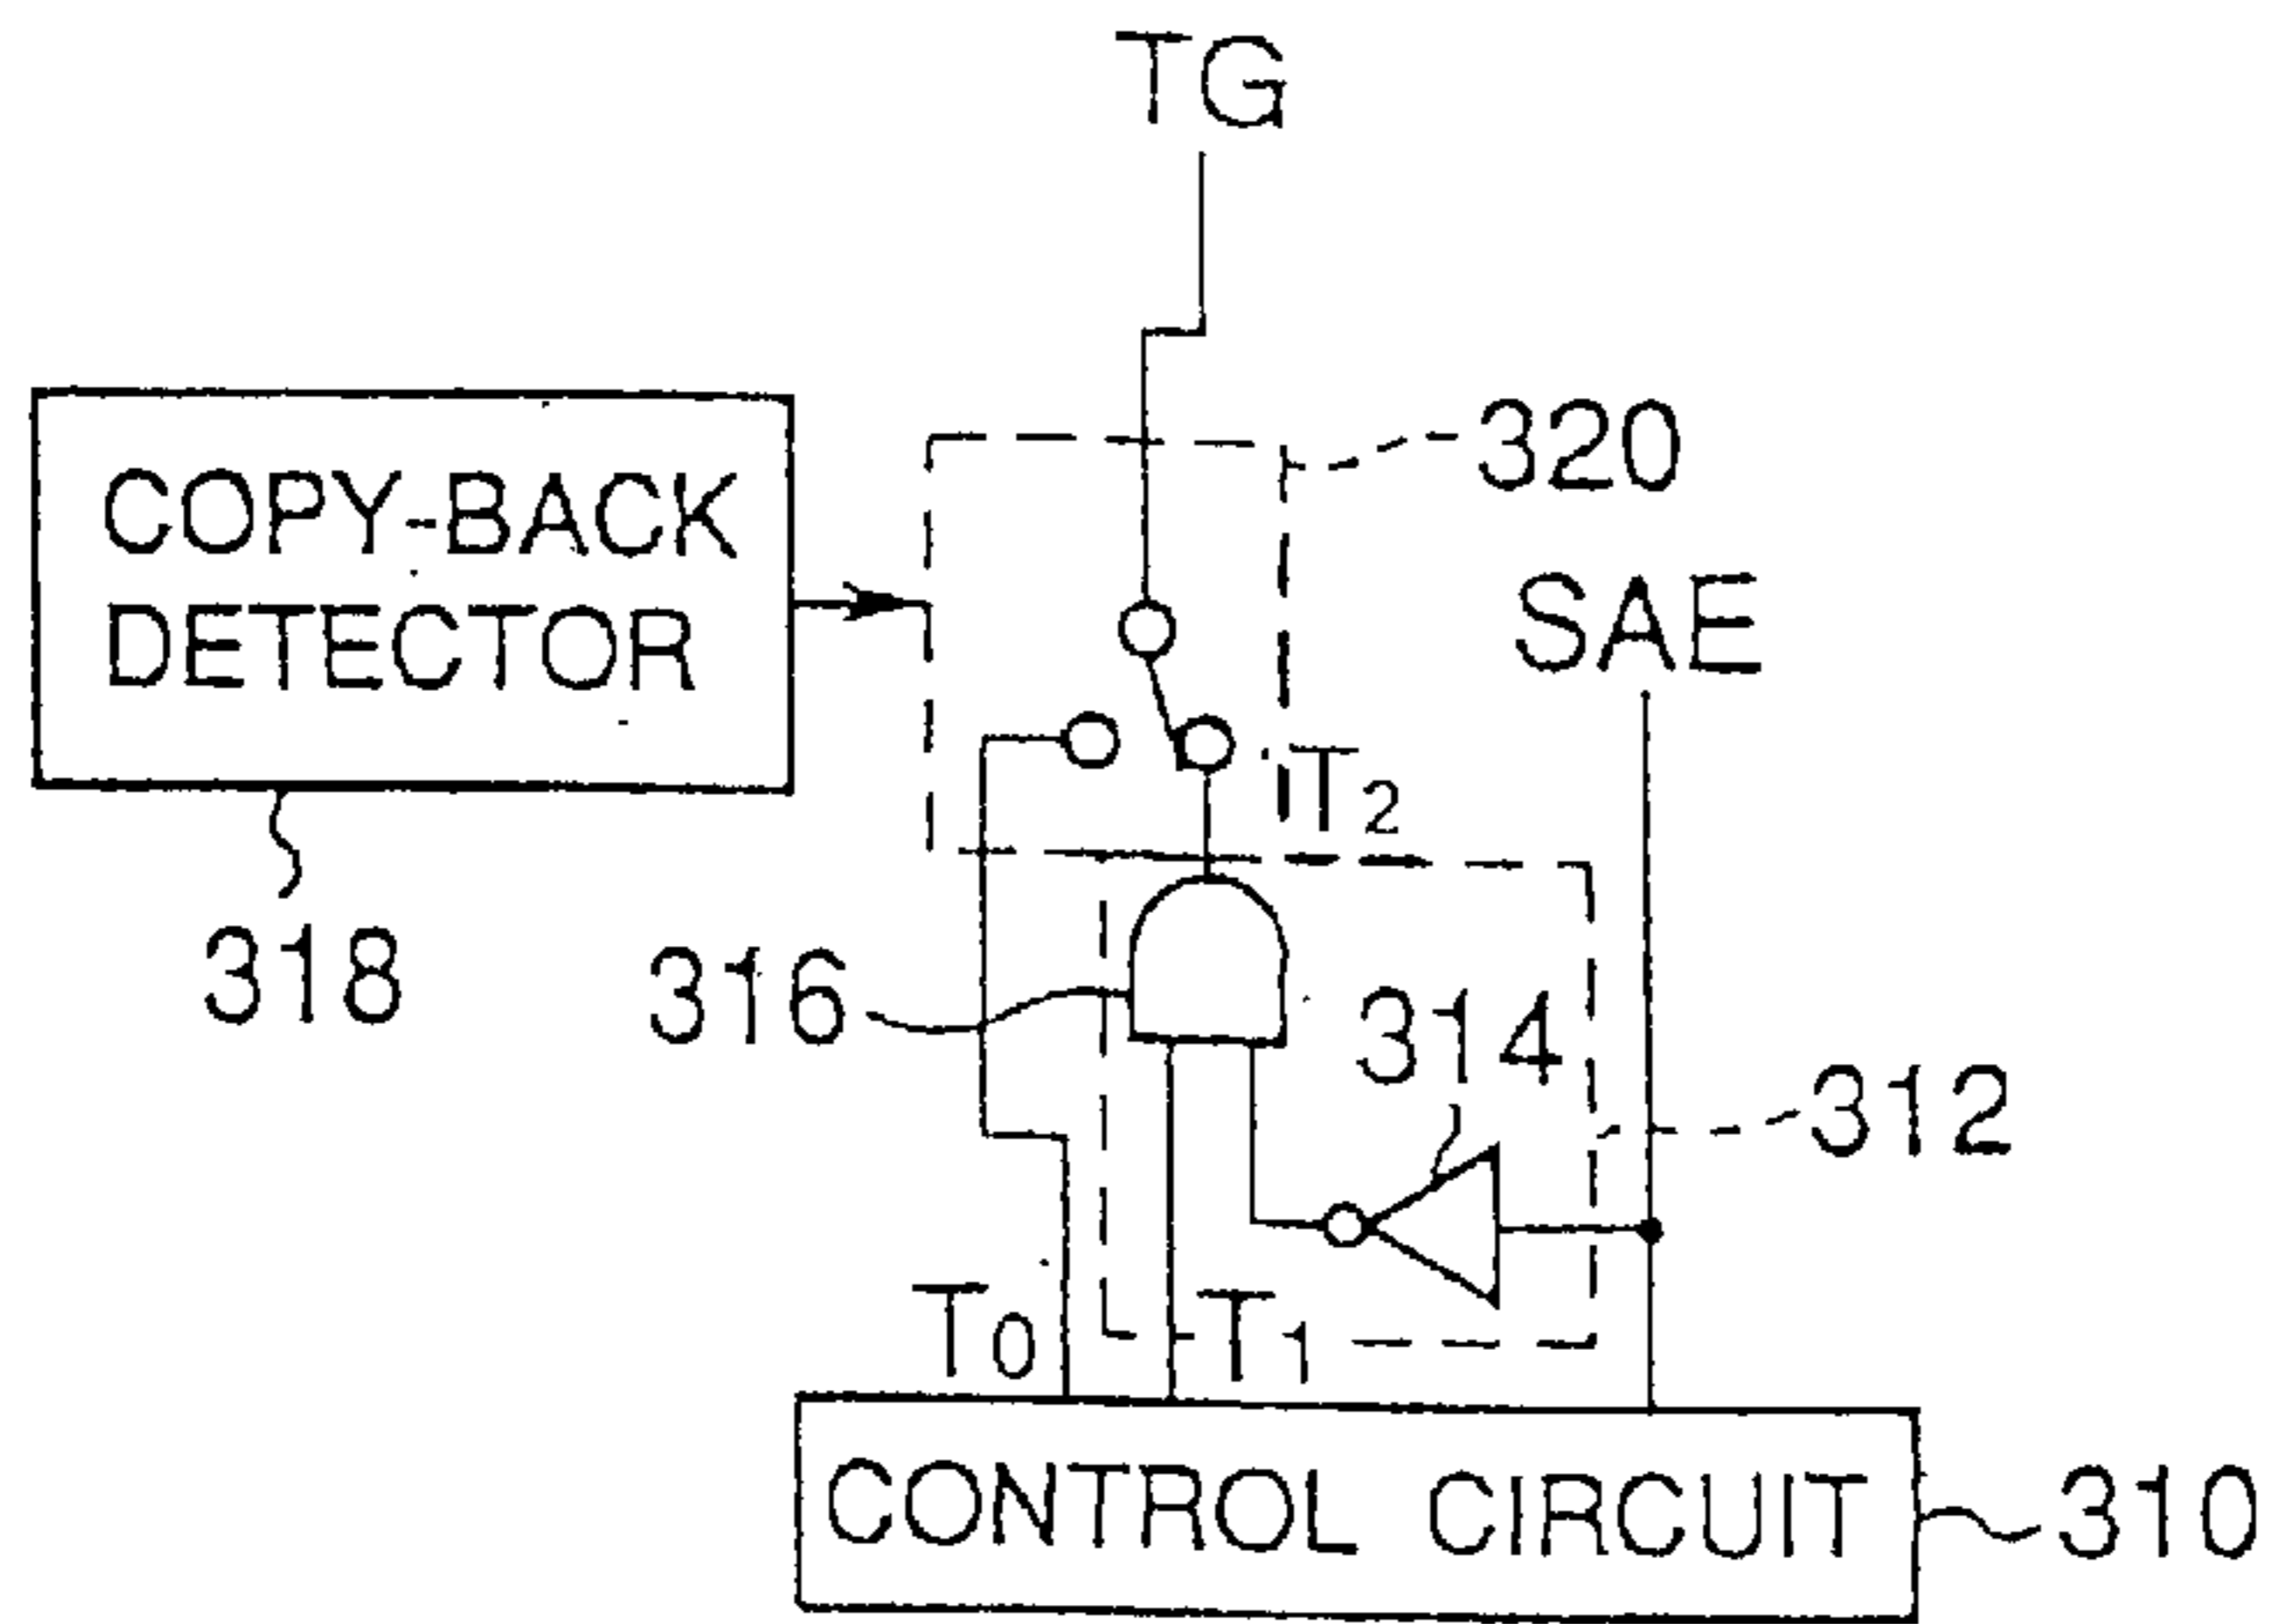 TG
320
COPY-BACK
DETECTOR
SAE
T2
318
316
314
312
T0
T1
CONTROL CIRCUIT
310